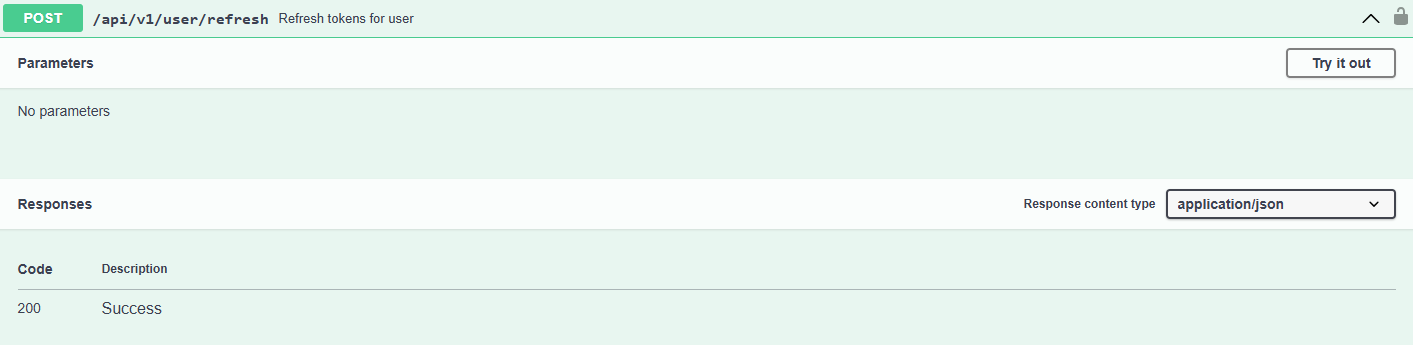 POST /api/v1/user/refresh Refresh tokens for user
Parameters Try it out
No parameters
Responses Response content type application/json
Code Description
200 Success